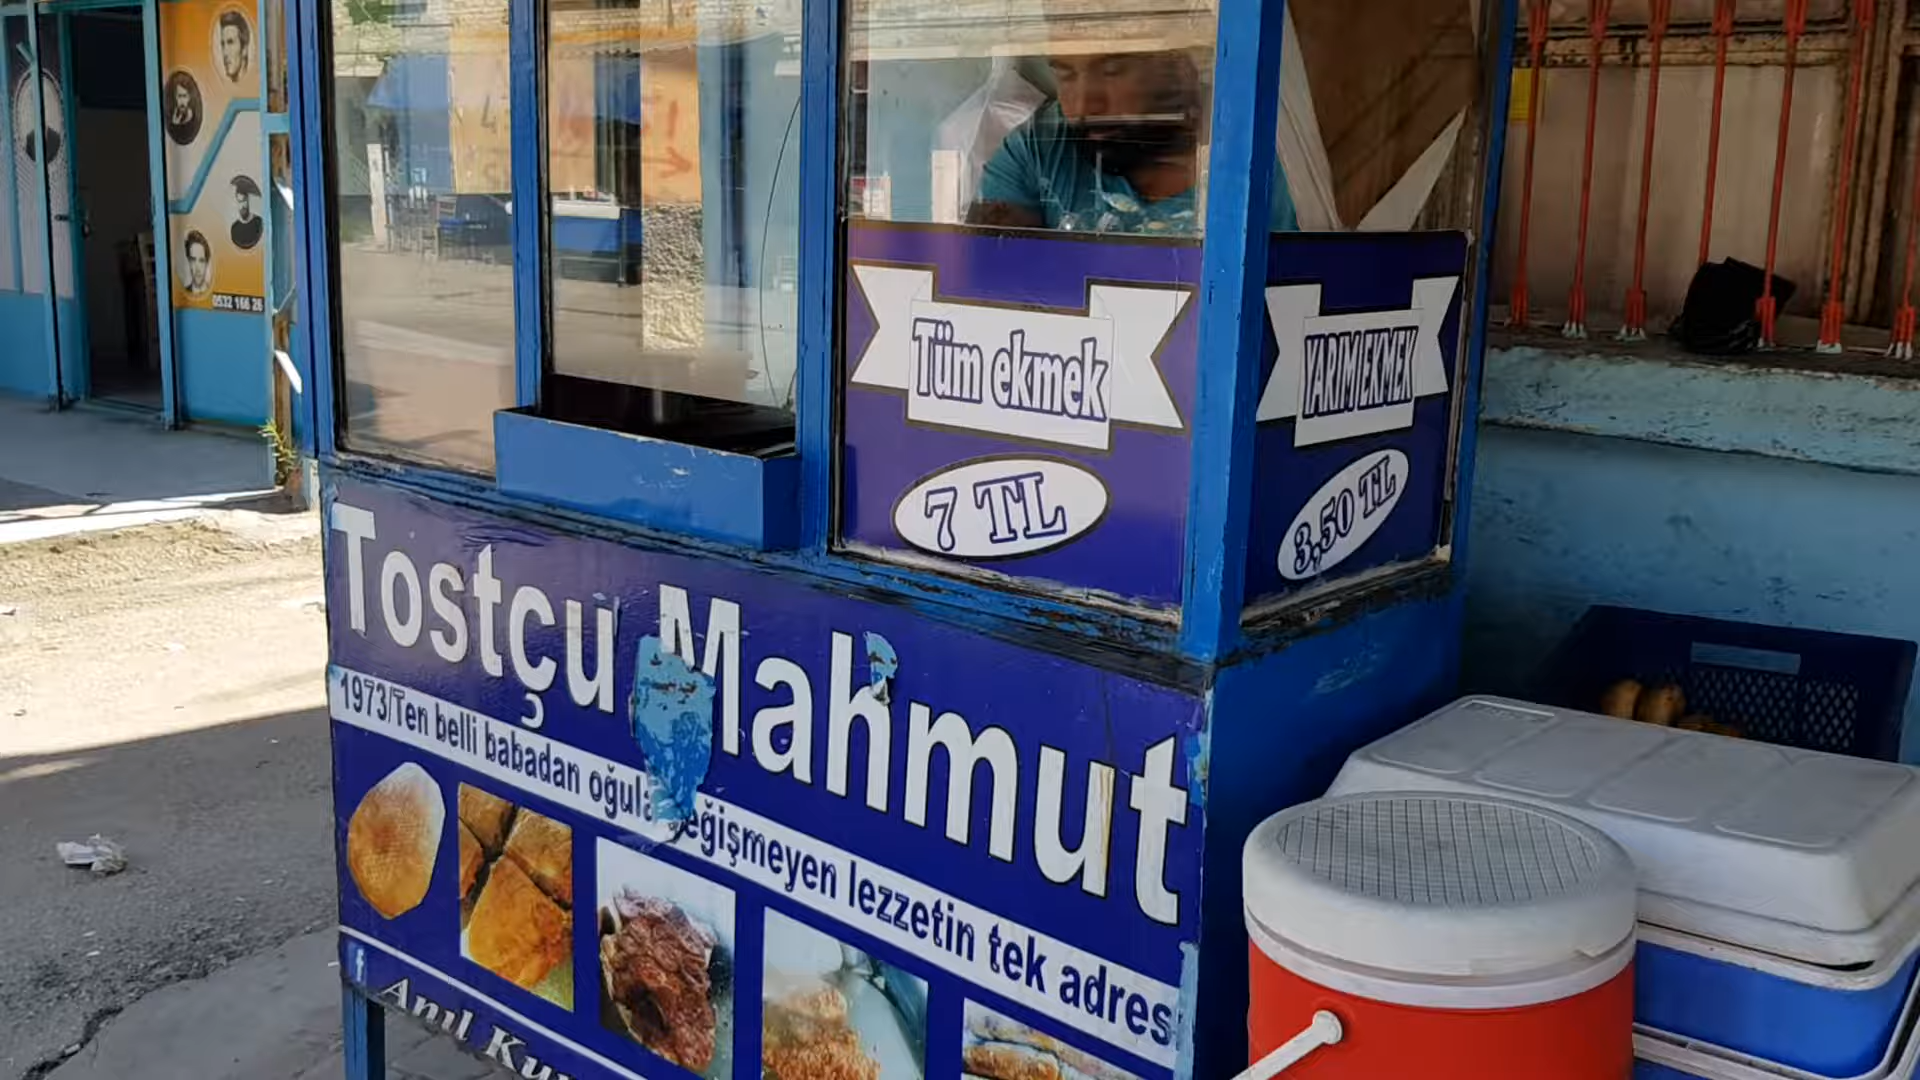 0532 166 26
Tüm ekmek
7 TL
YARIM EKMEK
3,50 TL
Tostçu Mahmut
1973/Ten belli babadan oğula değişmeyen lezzetin tek adres
f
Anıl